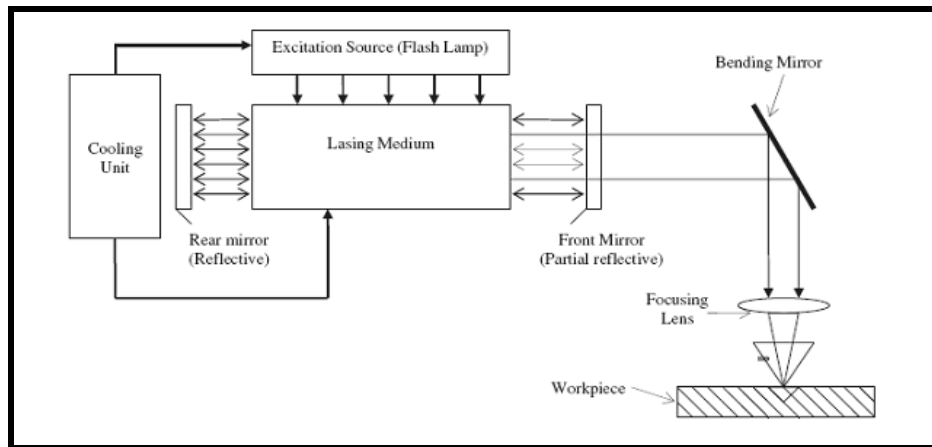 Excitation Source (Flash Lamp)
Bending Mirror
Cooling
Unit
Lasing Medium
Rear mirror
(Reflective)
Front Mirror
(Partial reflective)
Focusing
Lens
Workpiece